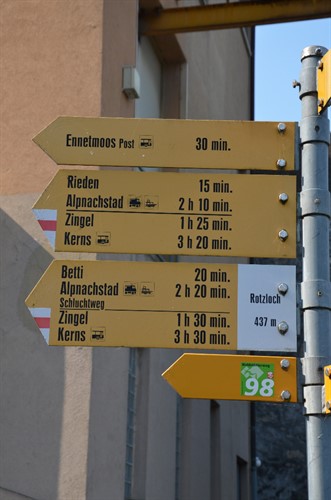 Ennetmoos Post 30 min.
Rieden 15 min.
Alpnachstad 2 h 10 min.
Zingel 1 h 25 min.
Kerns 3 h 20 min.
Betti 20 min.
Alpnachstad 2 h 20 min.
Schluchtweg
Zingel 1 h 30 min.
Kerns 3 h 30 min.
Rotzloch
437 m
98